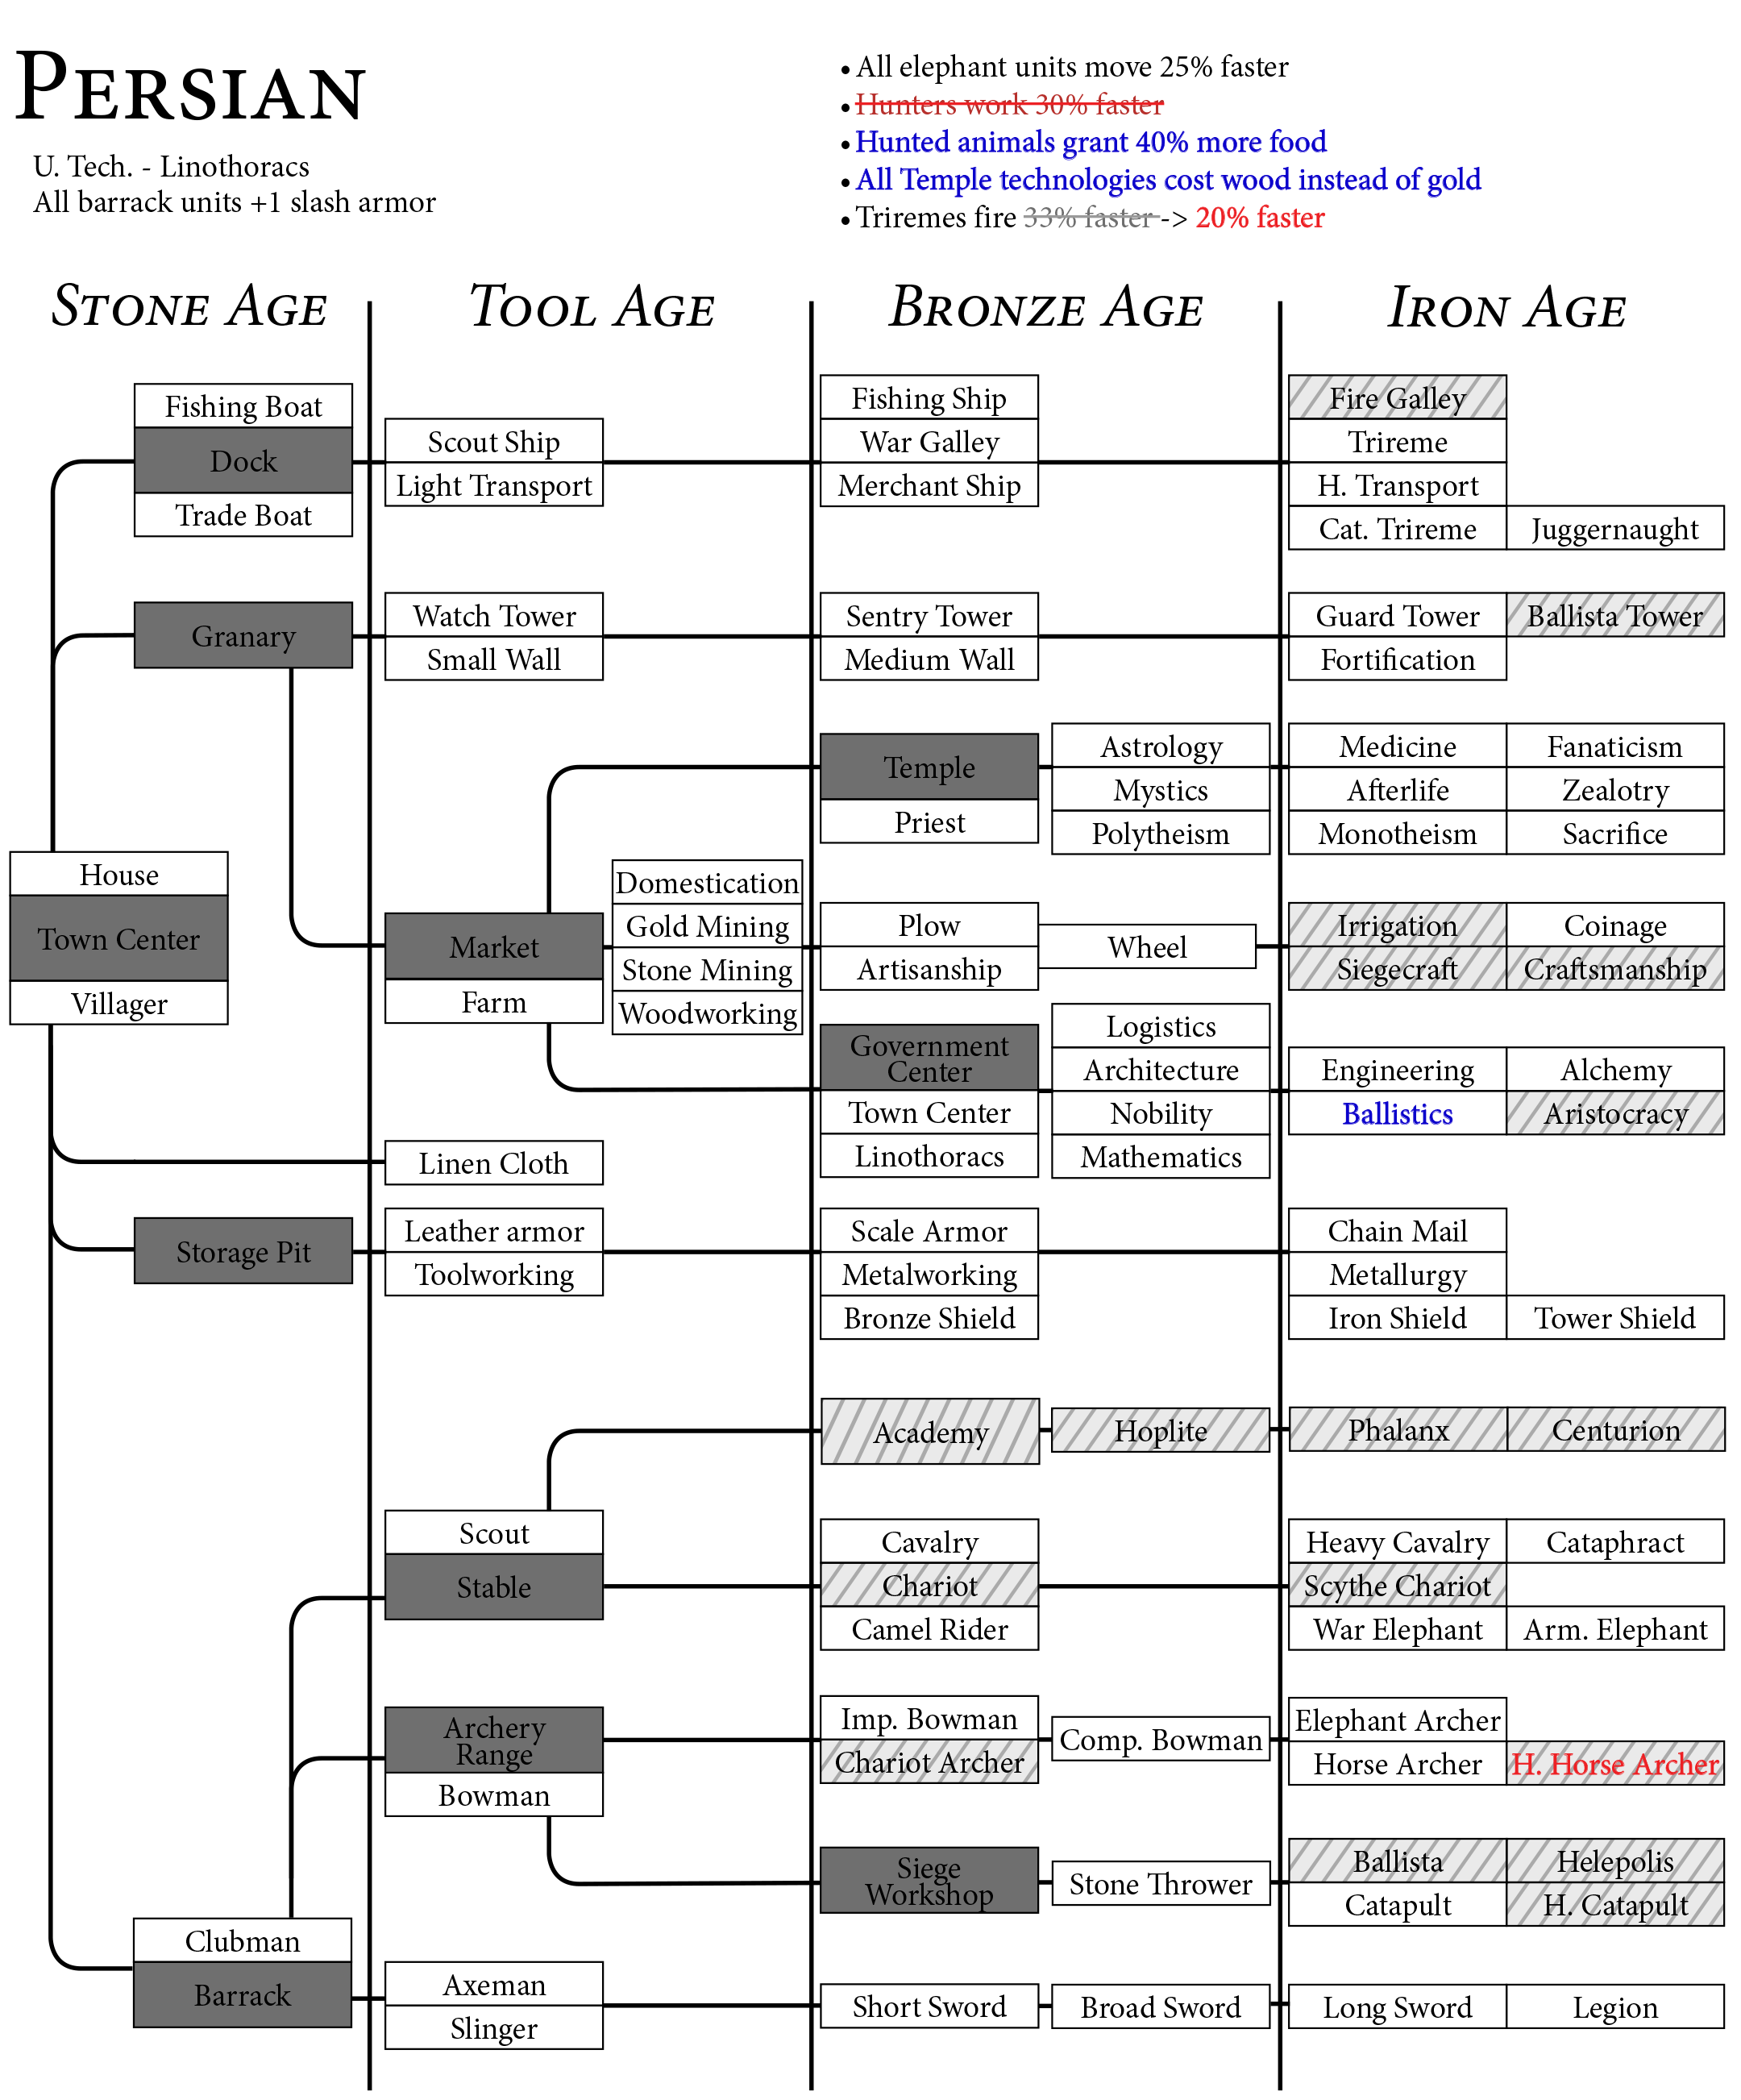 PERSIAN
U. Tech. - Linothoracs
All barrack units +1 slash armor
• All elephant units move 25% faster
• Hunters work 30% faster
• Hunted animals grant 40% more food
• All Temple technologies cost wood instead of gold
• Triremes fire 33% faster -> 20% faster
STONE AGE
TOOL AGE
BRONZE AGE
IRON AGE
Fishing Boat
Dock
Trade Boat
Scout Ship
Light Transport
Fishing Ship
War Galley
Merchant Ship
Fire Galley
Trireme
H. Transport
Cat. Trireme
Juggernaught
Granary
Watch Tower
Small Wall
Sentry Tower
Medium Wall
Guard Tower
Ballista Tower
Fortification
Temple
Priest
Astrology
Mystics
Polytheism
Medicine
Fanaticism
Afterlife
Zealotry
Monotheism
Sacrifice
House
Town Center
Villager
Market
Farm
Domestication
Gold Mining
Stone Mining
Woodworking
Plow
Artisanship
Wheel
Irrigation
Coinage
Siegecraft
Craftsmanship
Government
Center
Town Center
Linothoracs
Logistics
Architecture
Nobility
Mathematics
Engineering
Alchemy
Ballistics
Aristocracy
Linen Cloth
Storage Pit
Leather armor
Toolworking
Scale Armor
Metalworking
Bronze Shield
Chain Mail
Metallurgy
Iron Shield
Tower Shield
Academy
Hoplite
Phalanx
Centurion
Scout
Stable
Cavalry
Chariot
Camel Rider
Heavy Cavalry
Cataphract
Scythe Chariot
War Elephant
Arm. Elephant
Archery
Range
Bowman
Imp. Bowman
Chariot Archer
Comp. Bowman
Elephant Archer
Horse Archer
H. Horse Archer
Siege
Workshop
Stone Thrower
Ballista
Helepolis
Catapult
H. Catapult
Clubman
Barrack
Axeman
Slinger
Short Sword
Broad Sword
Long Sword
Legion